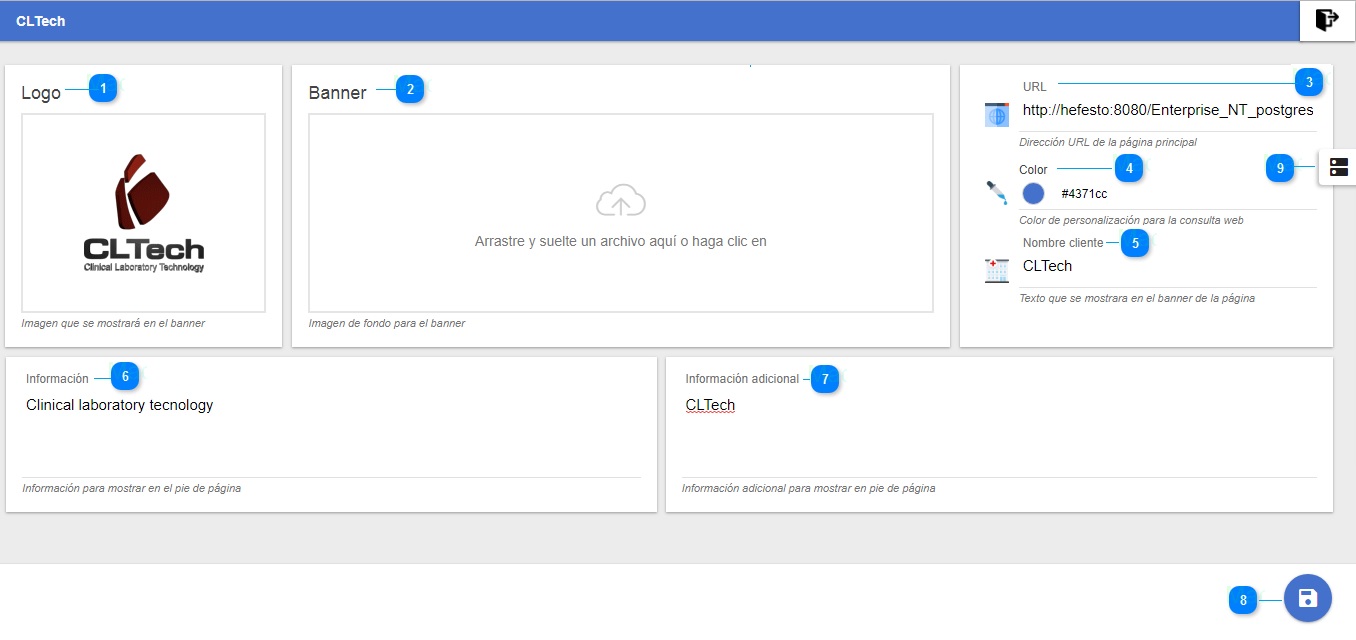 CLTech
Logo
1
CLTech
Clinical Laboratory Technology
Imagen que se mostrará en el banner
Banner
2
Arrastre y suelte un archivo aquí o haga clic en
Imagen de fondo para el banner
URL
3
http://hefesto:8080/Enterprise_NT_postgres
Dirección URL de la página principal
Color
4
9
#4371cc
Color de personalización para la consulta web
Nombre cliente
5
CLTech
Texto que se mostrara en el banner de la página
Información
6
Clinical laboratory tecnology
Información para mostrar en el pie de página
Información adicional
7
CLTech
Información adicional para mostrar en pie de página
8